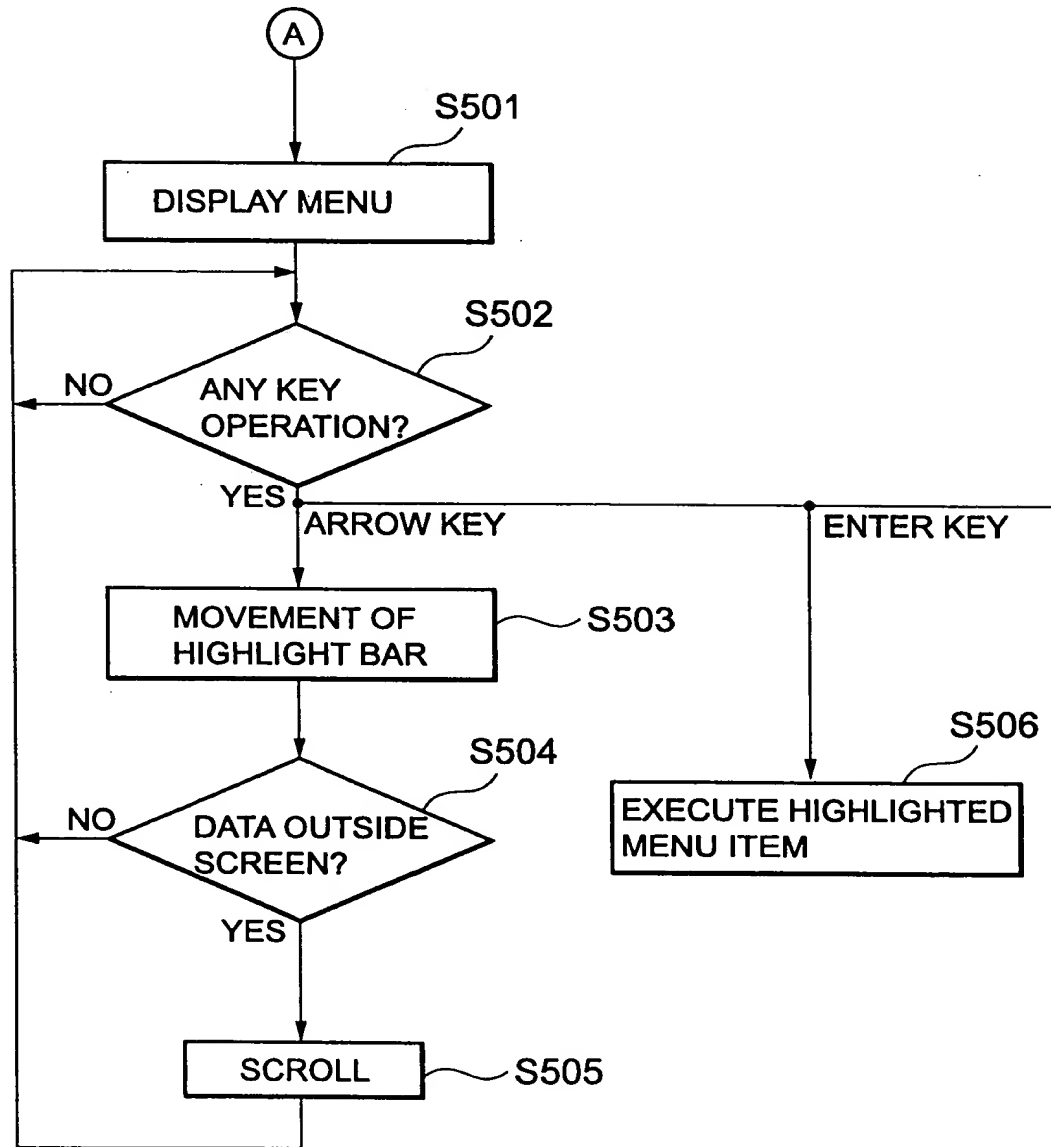 A
S501
DISPLAY MENU
S502
NO
ANY KEY
OPERATION?
YES
ARROW KEY
ENTER KEY
MOVEMENT OF
HIGHLIGHT BAR
S503
S504
S506
NO
DATA OUTSIDE
SCREEN?
EXECUTE HIGHLIGHTED
MENU ITEM
YES
SCROLL
S505